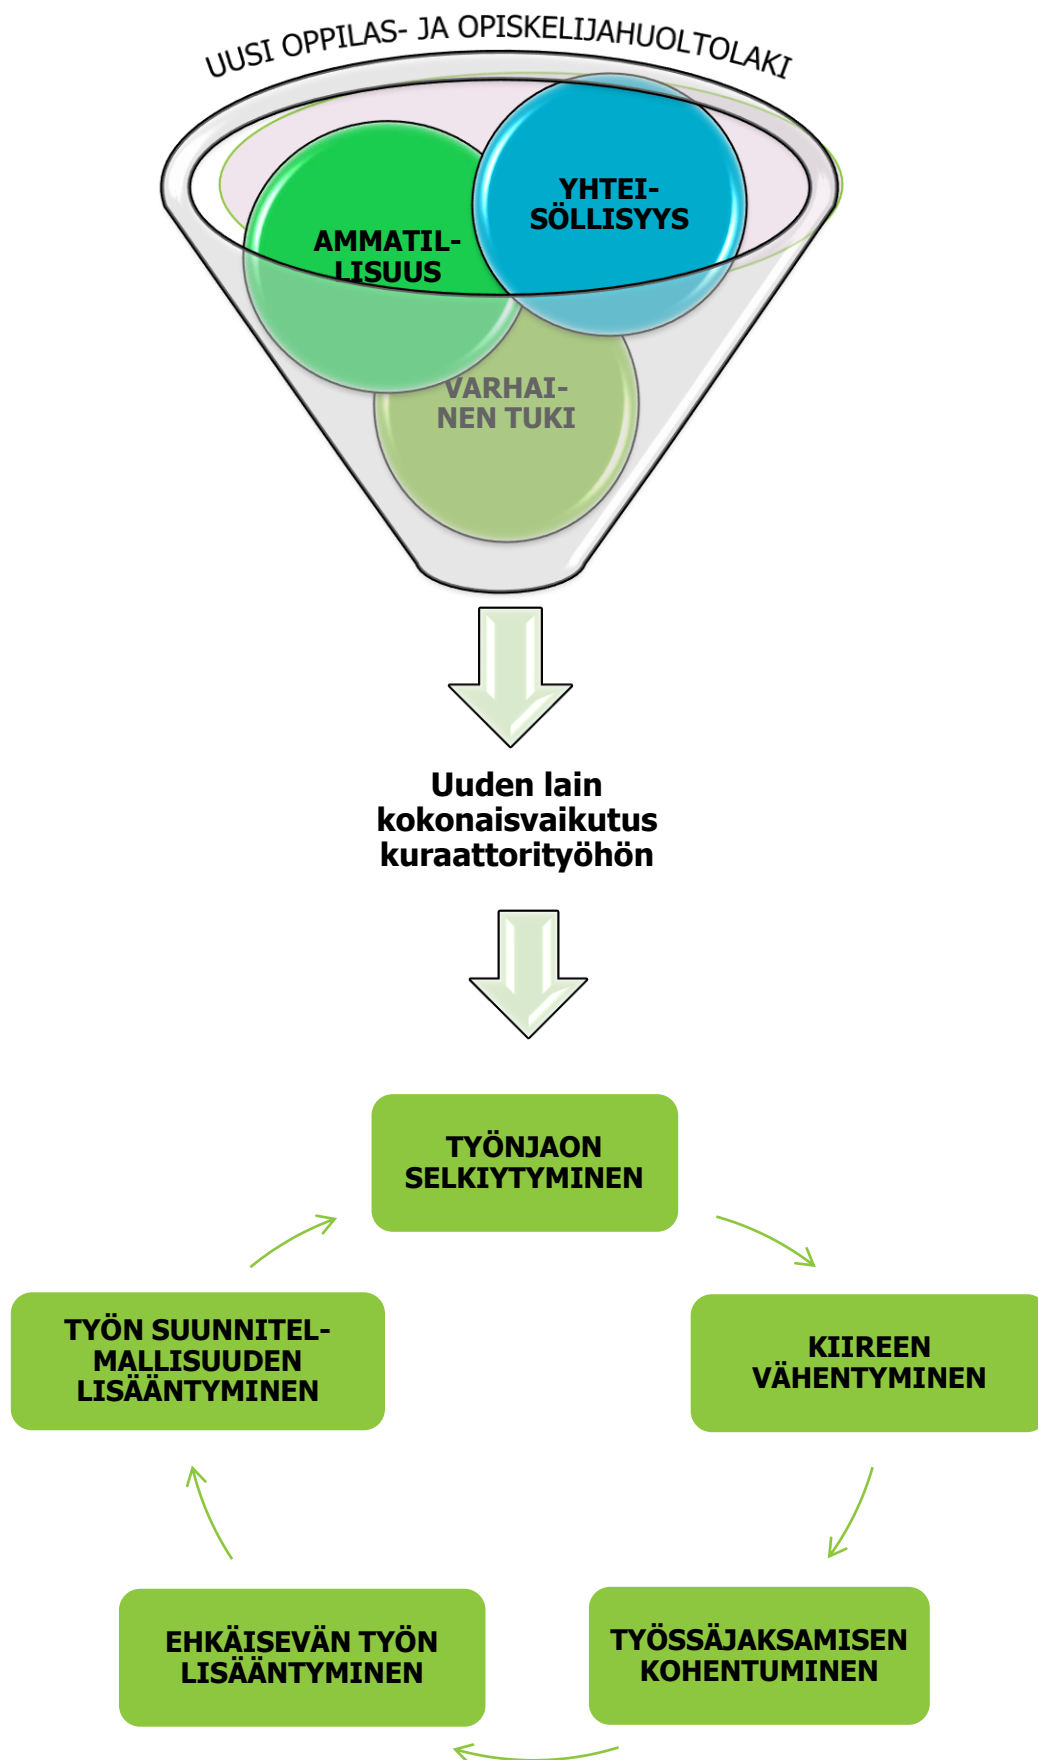 UUSI OPPILAS- JA OPISKELIJAHUOLTOLAKI
YHTEI-
SÖLLISYYS
AMMATIL-
LISUUS
VARHAI-
NEN TUKI
Uuden lain
kokonaisvaikutus
kuraattorityöhön
TYÖNJAON
SELKIYTYMINEN
TYÖN SUUNNITEL-
MALLISUUDEN
LISÄÄNTYMINEN
KIIREEN
VÄHENTYMINEN
EHKÄISEVÄN TYÖN
LISÄÄNTYMINEN
TYÖSSÄJAKSAMISEN
KOHENTUMINEN